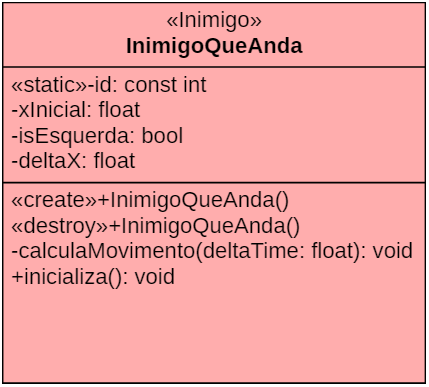 «Inimigo»
InimigoQueAnda
«static»-id: const int
-xInicial: float
-isEsquerda: bool
-deltaX: float
«create»+InimigoQueAnda()
«destroy»+InimigoQueAnda()
-calculaMovimento(deltaTime: float): void
+inicializa(): void